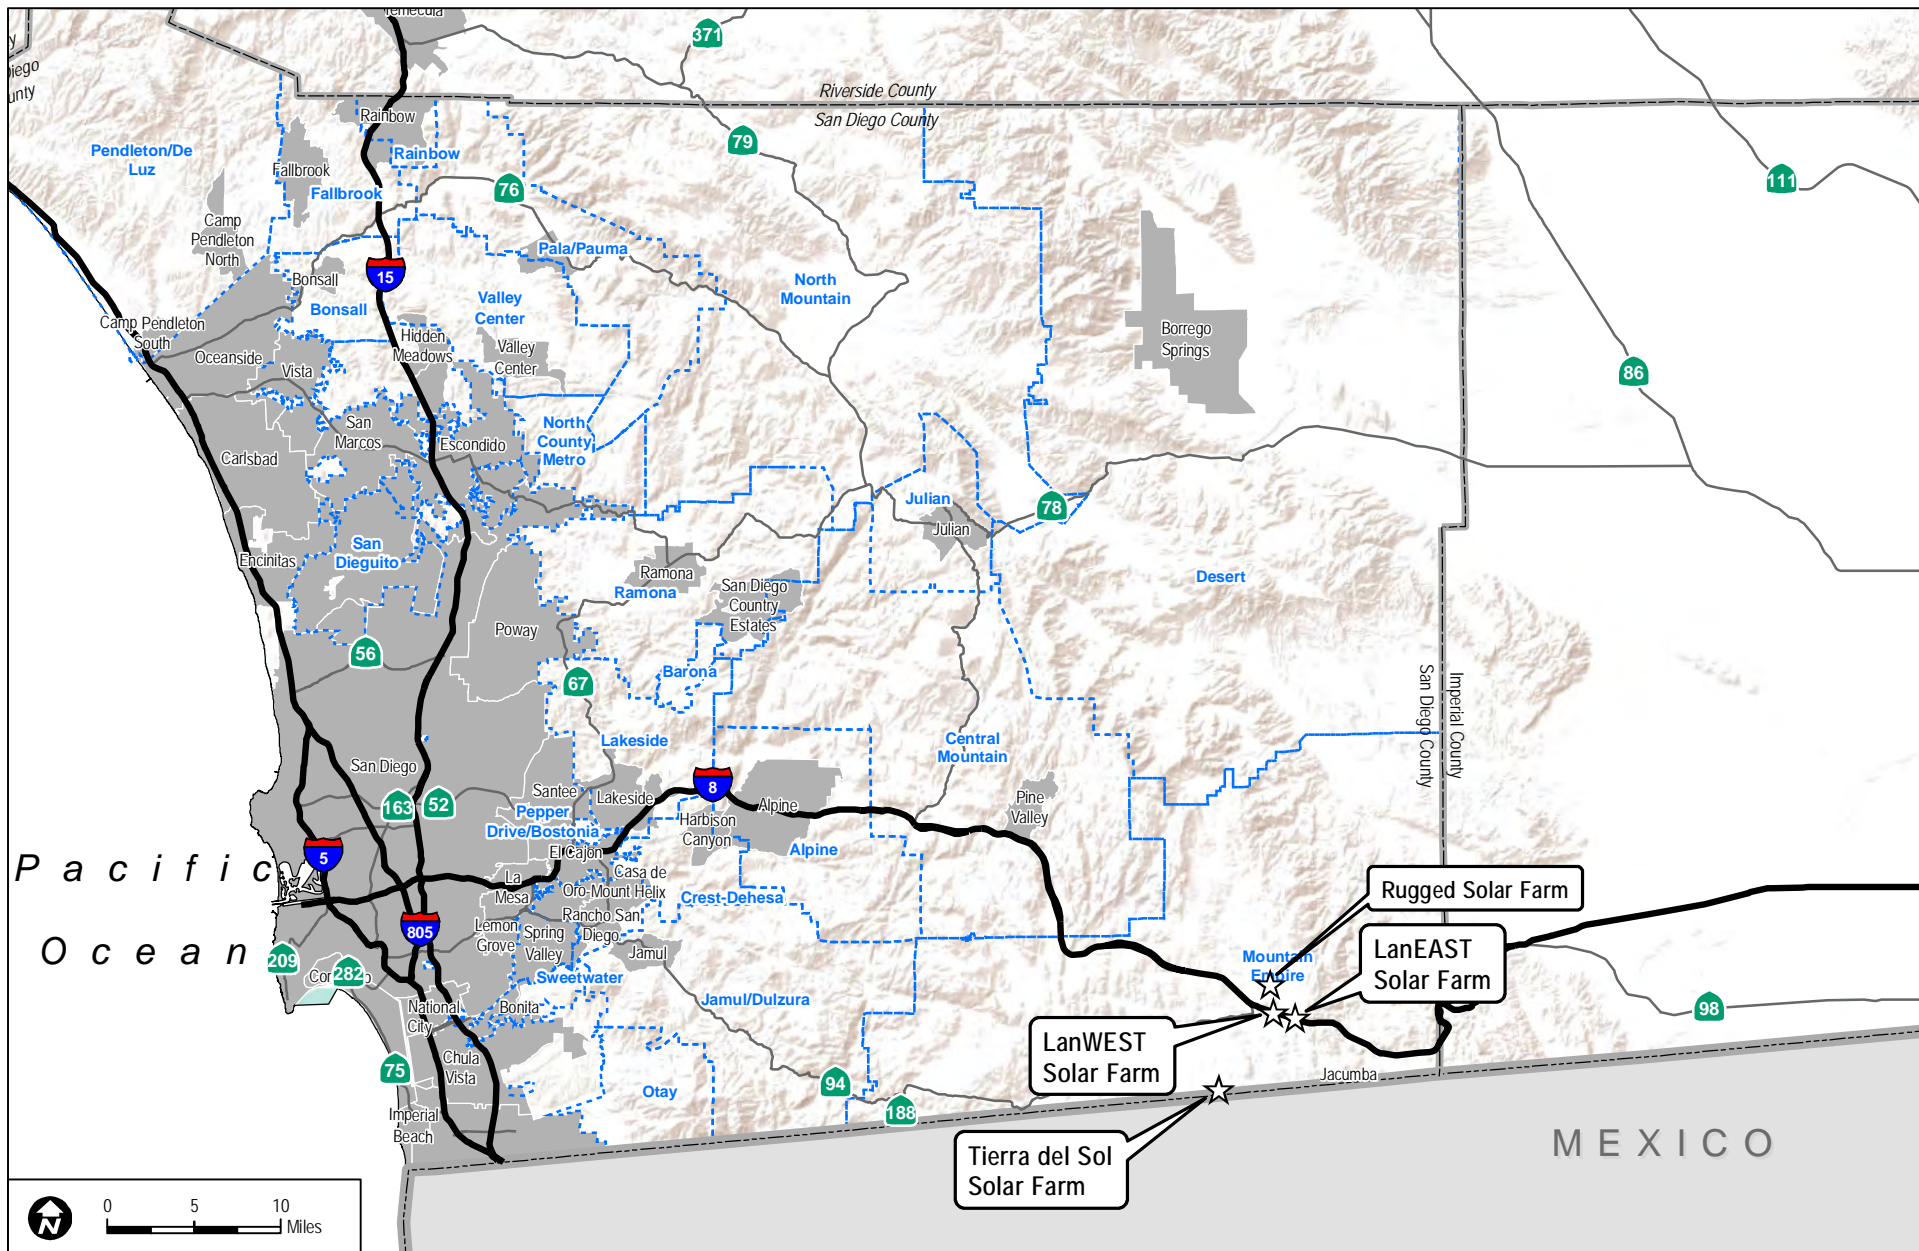 Temecula
371
Riverside County
San Diego County
79
111
Rainbow
Pendleton/De
Luz
Rainbow
Fallbrook
Fallbrook
76
Camp
Pendleton
North
Pala/Pauma
15
Bonsall
Bonsall
Valley
Center
North
Mountain
Camp Pendleton
South
Hidden
Meadows
Valley
Center
Oceanside
Vista
Borrego
Springs
86
San
Marcos
Escondido
North
County
Metro
Carlsbad
Julian
Julian
78
San
Dieguito
Encinitas
Ramona
Ramona
San Diego
Country
Estates
Desert
Poway
56
Barona
67
San Diego County
Imperial County
Lakeside
Central
Mountain
San Diego
163
52
Santee
Lakeside
8
Alpine
Pine
Valley
Pepper
Drive/Bostonia
Harbison
Canyon
Alpine
El Cajon
5
Pacific
Ocean
La
Mesa
Casa de
Oro-Mount Helix
Crest-Dehesa
Rugged Solar Farm
805
Lemon
Grove
Spring
Valley
Rancho San
Diego
Jamul
LanEAST
Solar Farm
209
282
Sweetwater
Mountain
Empire
Jamul/Dulzura
National
City
Bonita
98
LanWEST
Solar Farm
75
Chula
Vista
Otay
94
188
Jacumba
Imperial
Beach
Tierra del Sol
Solar Farm
MEXICO
N
0 5 10
Miles